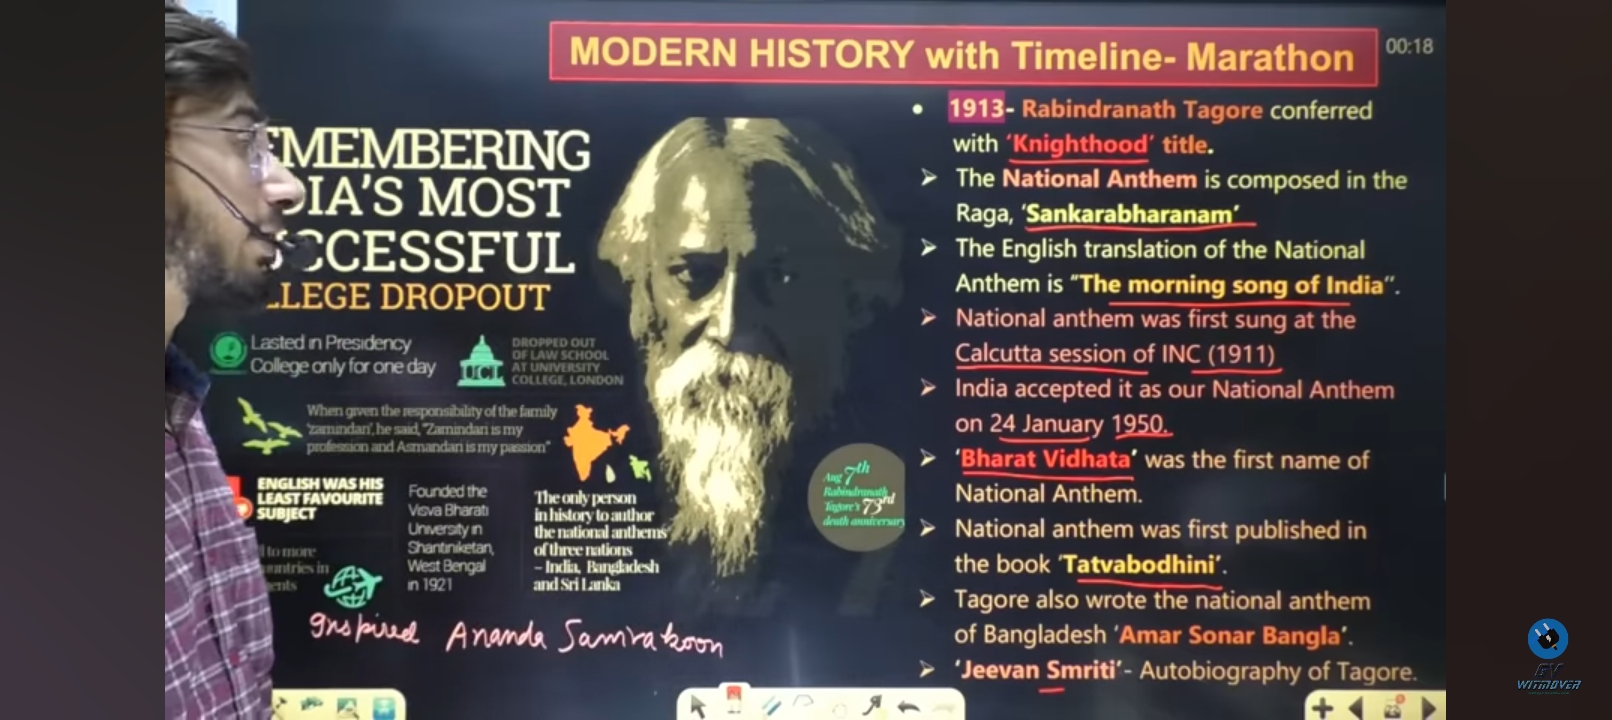 MODERN HISTORY with Timeline- Marathon
00:18
EMEMBERING
DIA'S MOST
UCCESSFUL
LLEGE DROPOUT
Lasted in Presidency
College only for one day
UCL
DROPPED OUT
OF LAW SCHOOL
AT UNIVERSITY
COLLEGE, LONDON
When given the responsibility of the family
'zamindari', he said, "Zamindari is my
profession and Asmandari is my passion"
ENGLISH WAS HIS
LEAST FAVOURITE
SUBJECT
to more
untries in
ents
Founded the
Visva Bharati
University in
Shantiniketan,
West Bengal
in 1921
The only person
in history to author
the national anthems
of three nations
– India, Bangladesh
and Sri Lanka
Aug 7th
Rabindranath
Tagore's 73rd
death anniversary
Inspired Ananda Samrakoon
• 1913- Rabindranath Tagore conferred
with 'Knighthood' title.
➢ The National Anthem is composed in the
Raga, 'Sankarabharanam'
➢ The English translation of the National
Anthem is "The morning song of India".
➢ National anthem was first sung at the
Calcutta session of INC (1911)
➢ India accepted it as our National Anthem
on 24 January 1950.
➢ 'Bharat Vidhata' was the first name of
National Anthem.
➢ National anthem was first published in
the book 'Tatvabodhini'.
➢ Tagore also wrote the national anthem
of Bangladesh 'Amar Sonar Bangla'.
➢ 'Jeevan Smriti'- Autobiography of Tagore.